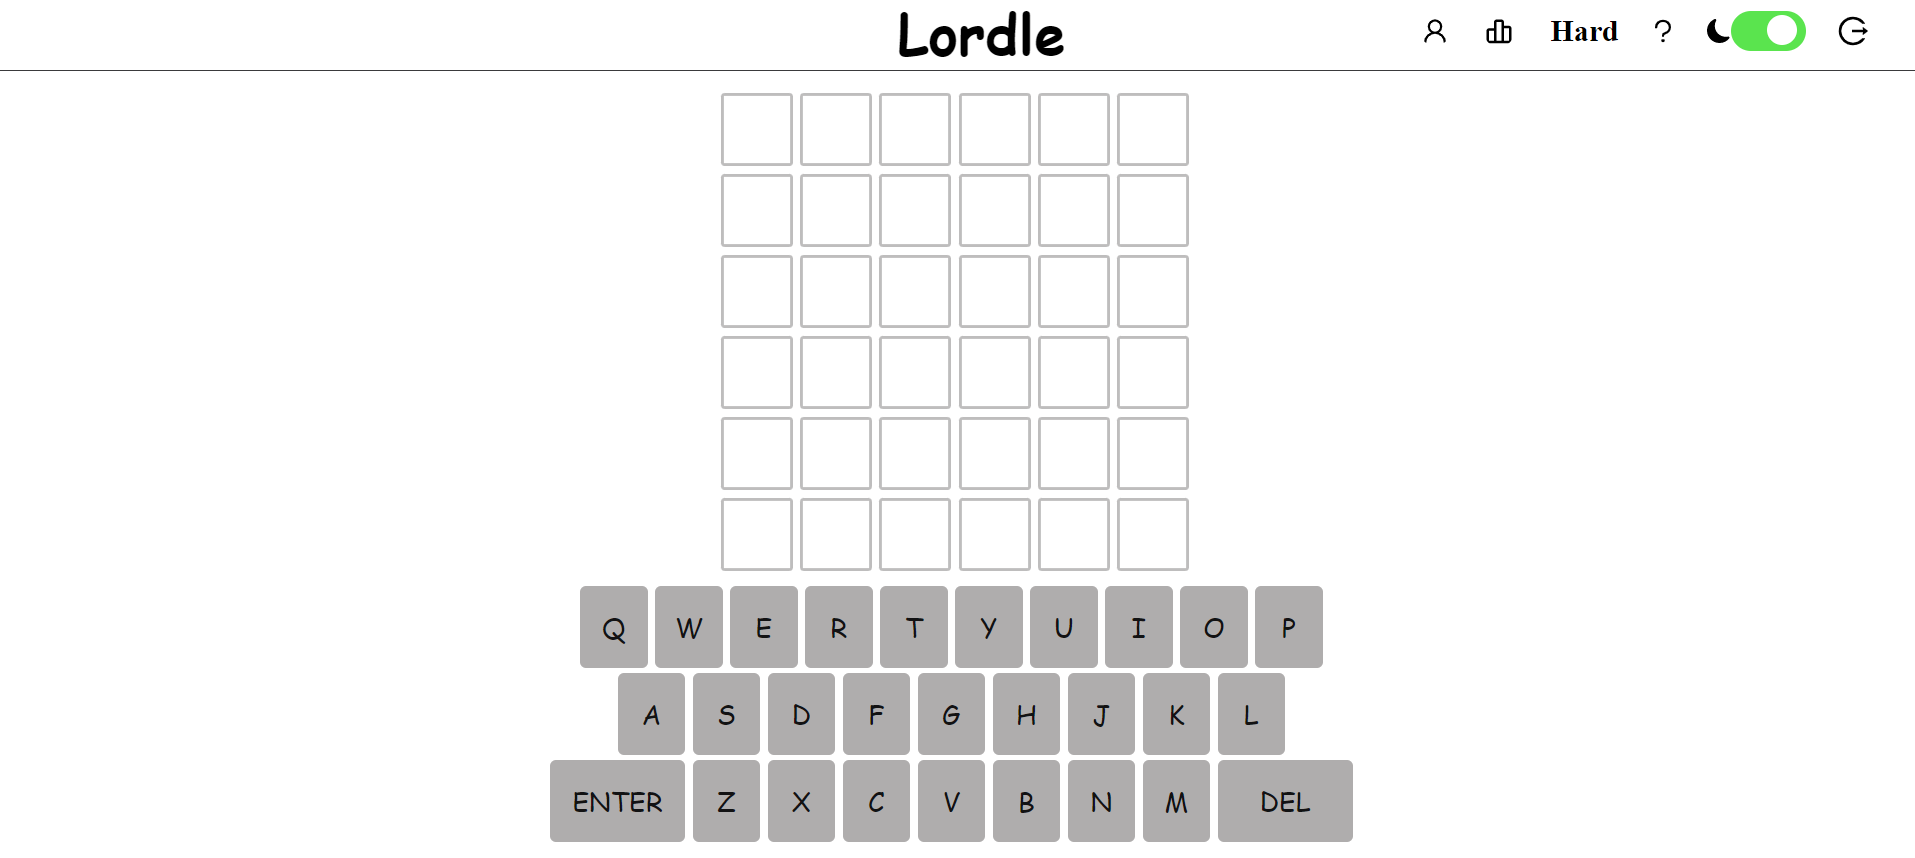 Lordle
Hard ?
Q W E R T Y U I O P
A S D F G H J K L
ENTER Z X C V B N M DEL